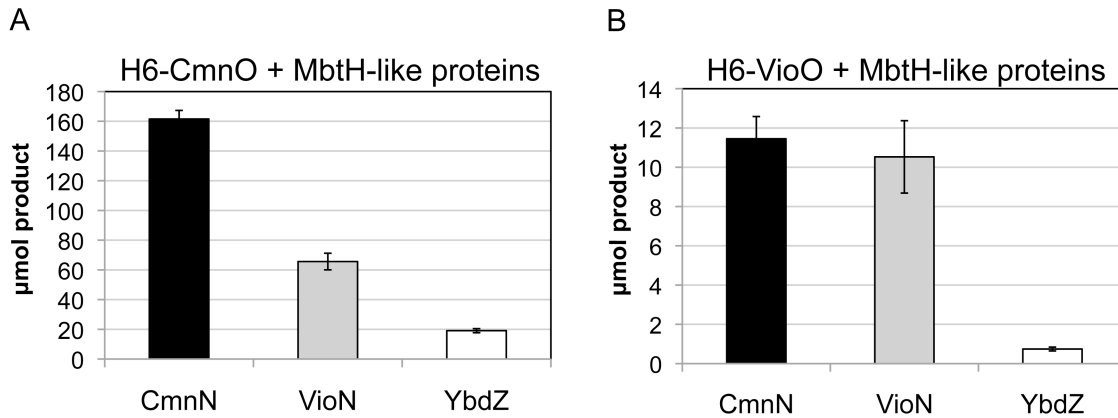 A
H6-CmnO + MbtH-like proteins
180
160
140
120
100
80
60
40
20
0
µmol product
CmnN VioN YbdZ
B
H6-VioO + MbtH-like proteins
14
12
10
8
6
4
2
0
µmol product
CmnN VioN YbdZ